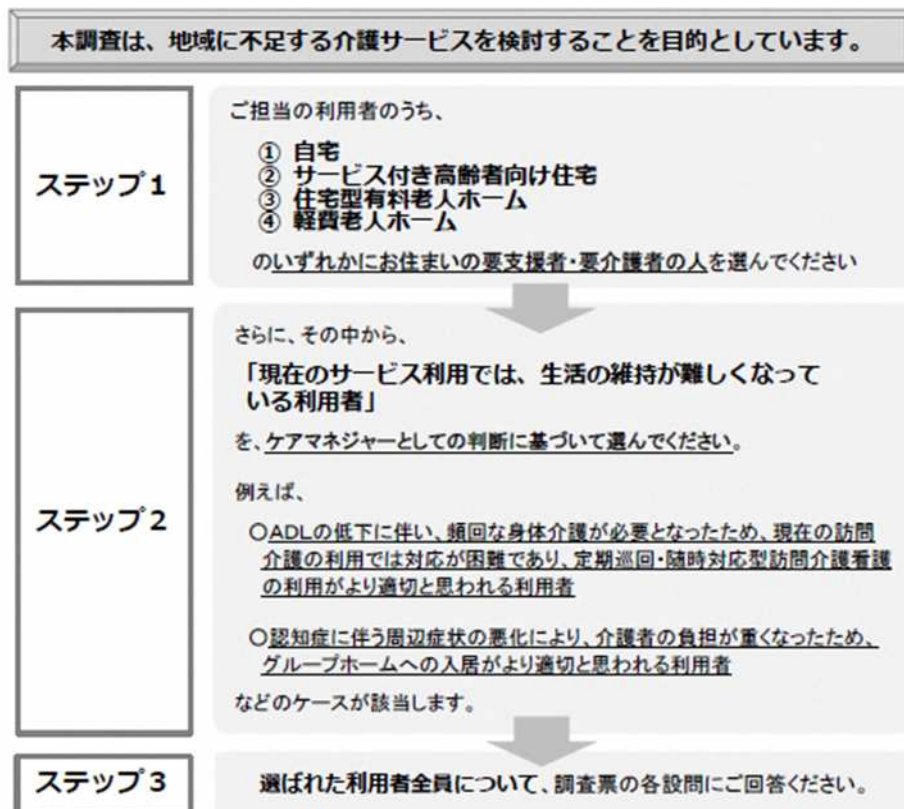 本調査は、地域に不足する介護サービスを検討することを目的としています。
ステップ1
ご担当の利用者のうち、
① 自宅
② サービス付き高齢者向け住宅
③ 住宅型有料老人ホーム
④ 軽費老人ホーム
のいずれかにお住まいの要支援者・要介護者の人を選んでください
ステップ2
さらに、その中から、
「現在のサービス利用では、生活の維持が難しくなって
いる利用者」
を、ケアマネジャーとしての判断に基づいて選んでください。
例えば、
○ADLの低下に伴い、頻回な身体介護が必要となったため、現在の訪問
介護の利用では対応が困難であり、定期巡回・随時対応型訪問介護看護
の利用がより適切と思われる利用者
○認知症に伴う周辺症状の悪化により、介護者の負担が重くなったため、
グループホームへの入居がより適切と思われる利用者
などのケースが該当します。
ステップ3
選ばれた利用者全員について、調査票の各設問にご回答ください。